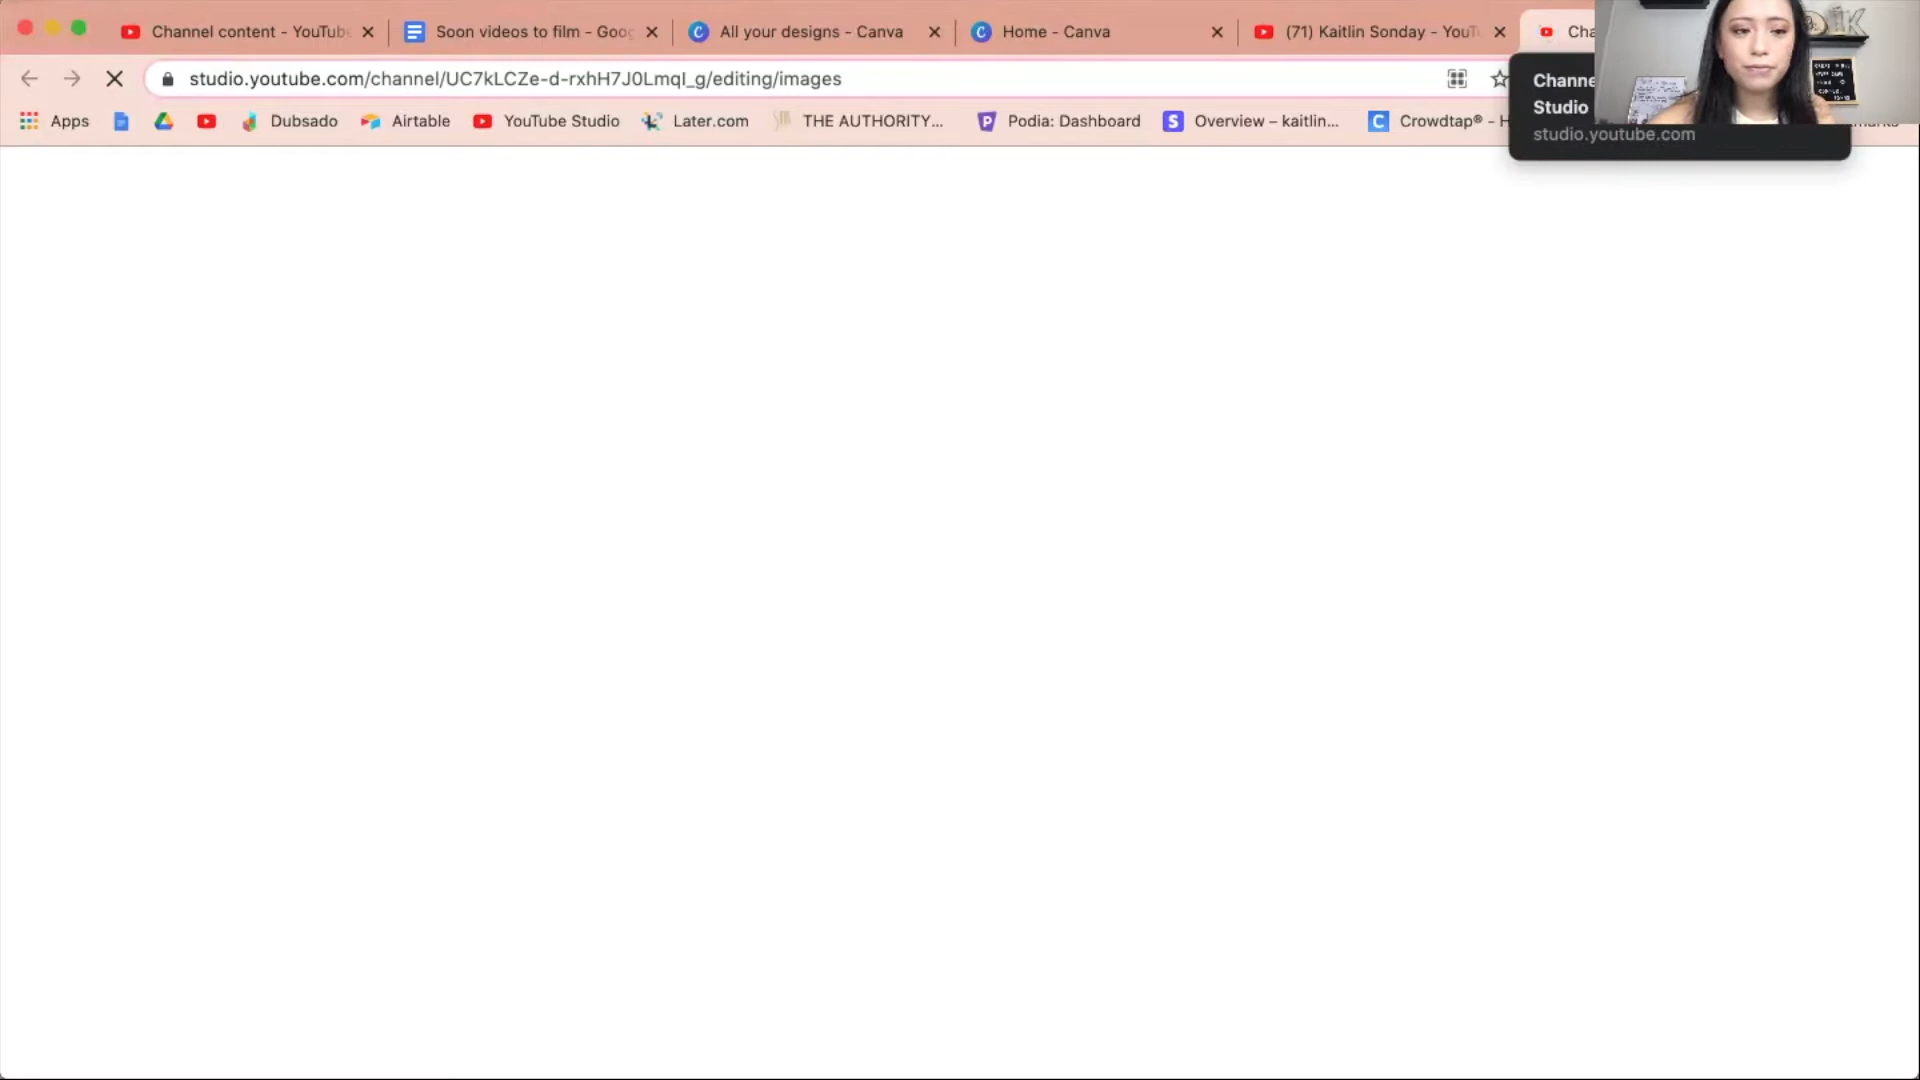 Channel content - YouTub
Soon videos to film - Goog
All your designs - Canva
Home - Canva
(71) Kaitlin Sonday - YouT
Cha
studio.youtube.com/channel/UC7kLCZe-d-rxhH7J0LmqI_g/editing/images
Apps
Dubsado
Airtable
YouTube Studio
Later.com
THE AUTHORITY...
Podia: Dashboard
Overview – kaitlin...
Crowdtap® - H
Channe
Studio
studio.youtube.com